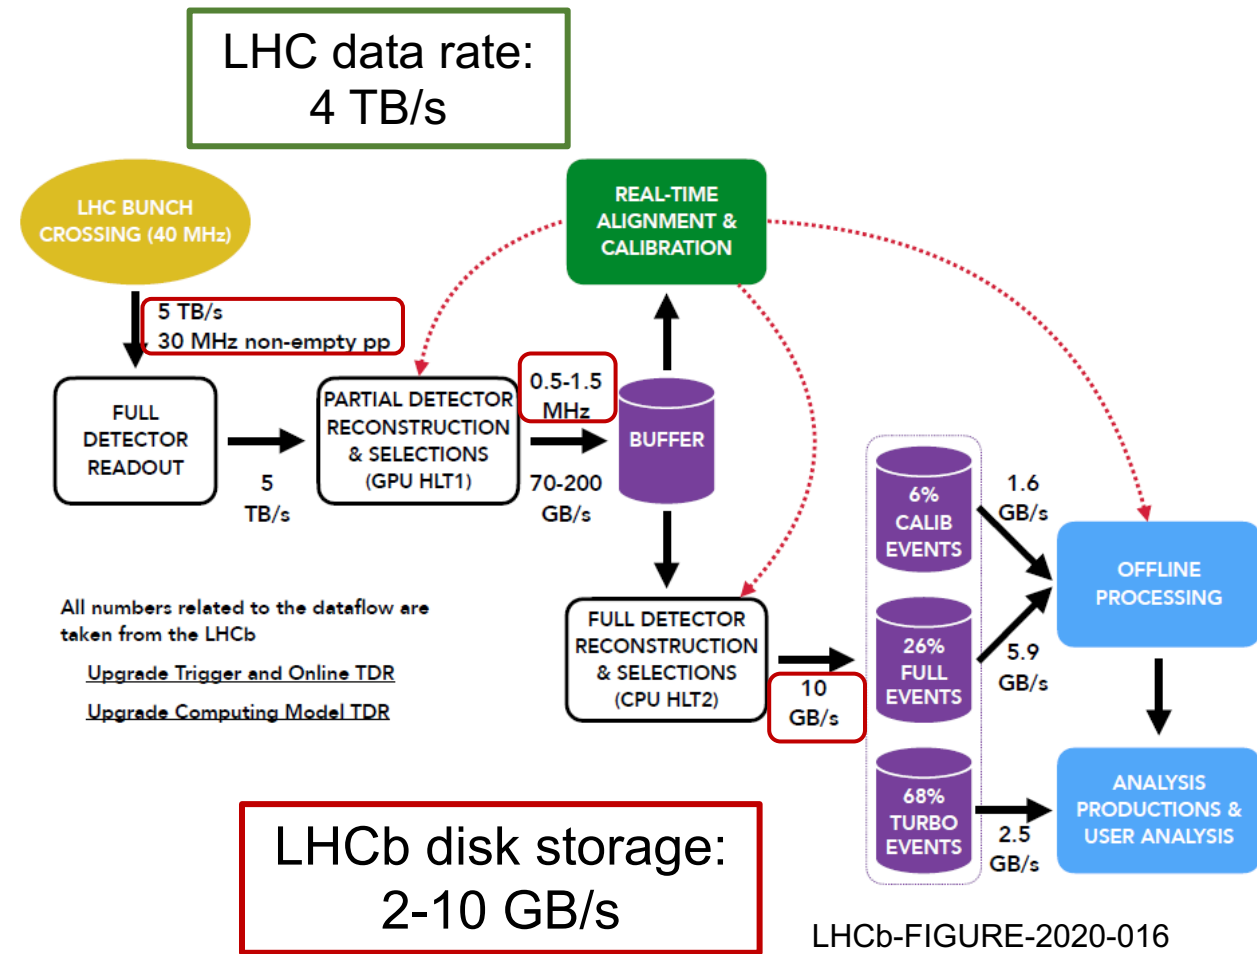 LHC data rate:
4 TB/s
LHC BUNCH
CROSSING (40 MHz)
REAL-TIME
ALIGNMENT &
CALIBRATION
5 TB/s
30 MHz non-empty pp
FULL
DETECTOR
READOUT
5
TB/s
PARTIAL DETECTOR
RECONSTRUCTION
& SELECTIONS
(GPU HLT1)
0.5-1.5
MHz
70-200
GB/s
BUFFER
FULL DETECTOR
RECONSTRUCTION
& SELECTIONS
(CPU HLT2)
10
GB/s
6%
CALIB
EVENTS
1.6
GB/s
26%
FULL
EVENTS
5.9
GB/s
68%
TURBO
EVENTS
2.5
GB/s
OFFLINE
PROCESSING
ANALYSIS
PRODUCTIONS &
USER ANALYSIS
All numbers related to the dataflow are
taken from the LHCb
Upgrade Trigger and Online TDR
Upgrade Computing Model TDR
LHCb disk storage:
2-10 GB/s
LHCb-FIGURE-2020-016